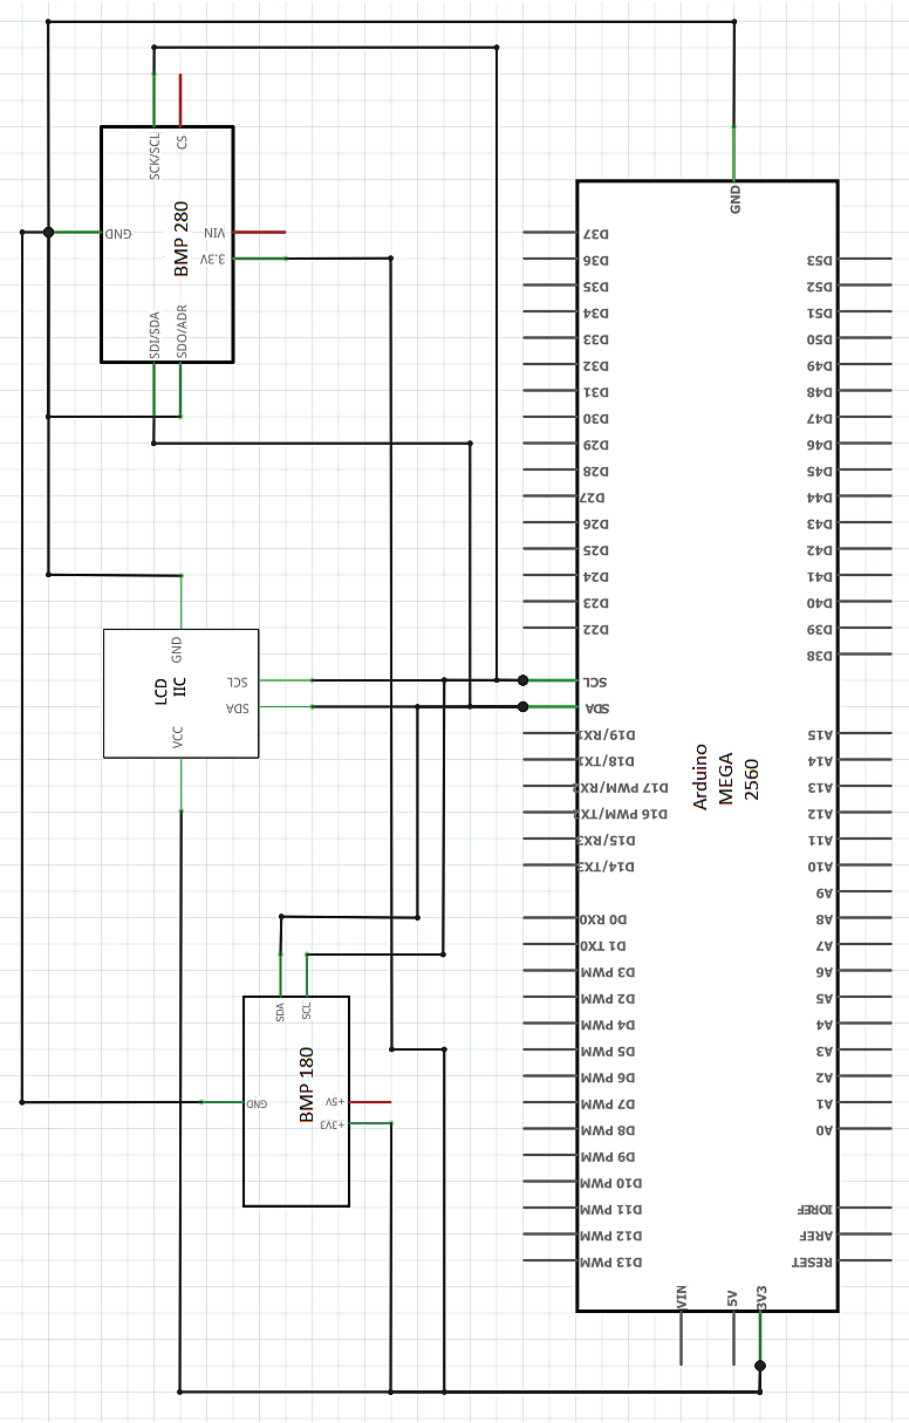 SCK/SCL
CS
GND
VIN
3.3V
BMP 280
SDI/SDA
SDO/ADR
GND
LCD
IIC
SCL
SDA
VCC
SDA
SCL
BMP 180
GND
+5V
+3V3
GND
D37
D36
D35
D34
D33
D32
D31
D30
D29
D28
D27
D26
D25
D24
D23
D22
SCL
SDA
D19/RX1
D18/TX1
D17 PWM/RX2
D16 PWM/TX2
D15/RX3
D14/TX3
D0 RX0
D1 TX0
D3 PWM
D2 PWM
D4 PWM
D5 PWM
D6 PWM
D7 PWM
D8 PWM
D9 PWM
D10 PWM
D11 PWM
D12 PWM
D13 PWM
Arduino
MEGA
2560
D53
D52
D51
D50
D49
D48
D47
D46
D45
D44
D43
D42
D41
D40
D39
D38
A15
A14
A13
A12
A11
A10
A9
A8
A7
A6
A5
A4
A3
A2
A1
A0
IOREF
AREF
RESET
VIN
5V
3V3